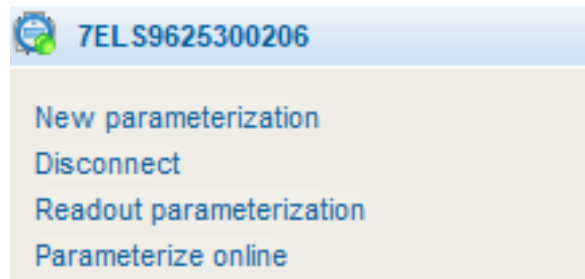 7ELS9625300206
New parameterization
Disconnect
Readout parameterization
Parameterize online